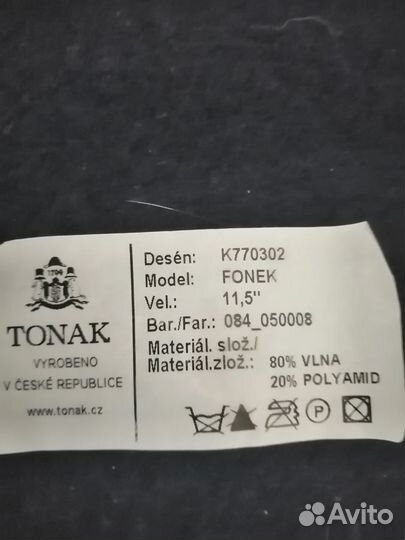 1799
TONAK
VYROBENO
V ČESKÉ REPUBLICE
www.tonak.cz
Desén: K770302
Model: FONEK
Vel.: 11,5"
Bar./Far.: 084_050008
Materiál. slož./
Materiál.zlož.: 80% VLNA
20% POLYAMID
P
Avito